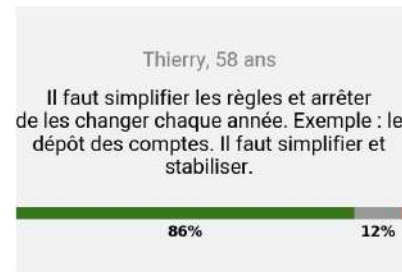 Thierry, 58 ans
Il faut simplifier les règles et arrêter
de les changer chaque année. Exemple : le
dépôt des comptes. Il faut simplifier et
stabiliser.
86% 12%